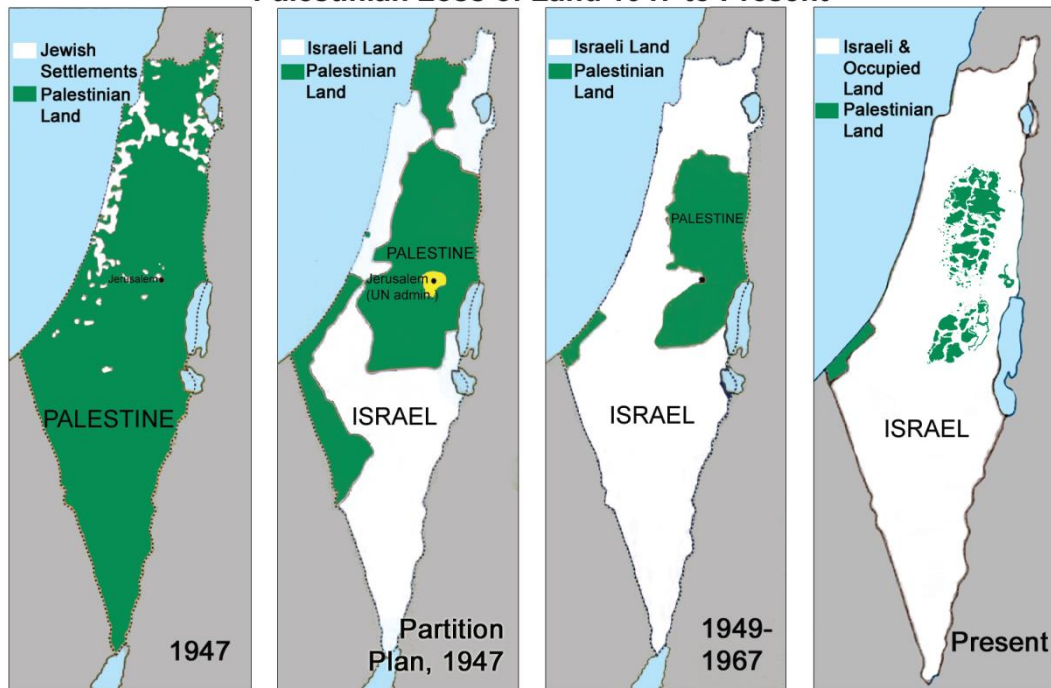 Palestinian Loss of Land 1947 to Present
Jewish
Settlements
Palestinian
Land
Jerusalem
PALESTINE
1947
Israeli Land
Palestinian
Land
PALESTINE
Jerusalem
(UN admin.)
ISRAEL
Partition
Plan, 1947
Israeli Land
Palestinian
Land
PALESTINE
ISRAEL
1949-
1967
Israeli &
Occupied
Land
Palestinian
Land
ISRAEL
Present